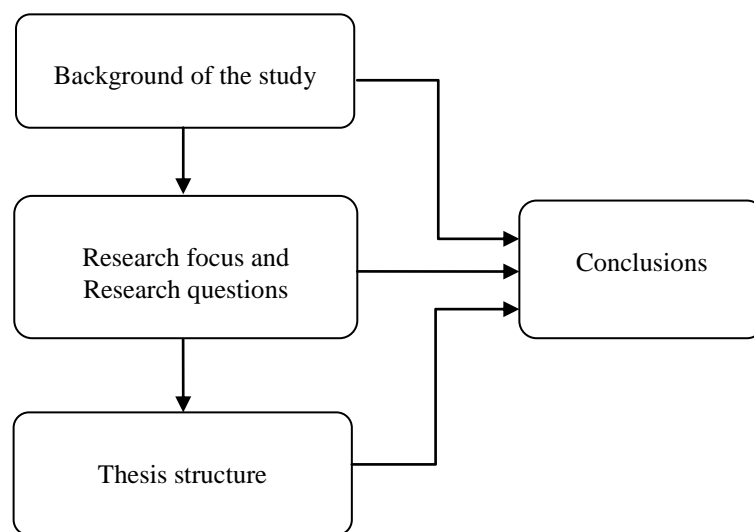 Background of the study
Research focus and
Research questions
Conclusions
Thesis structure